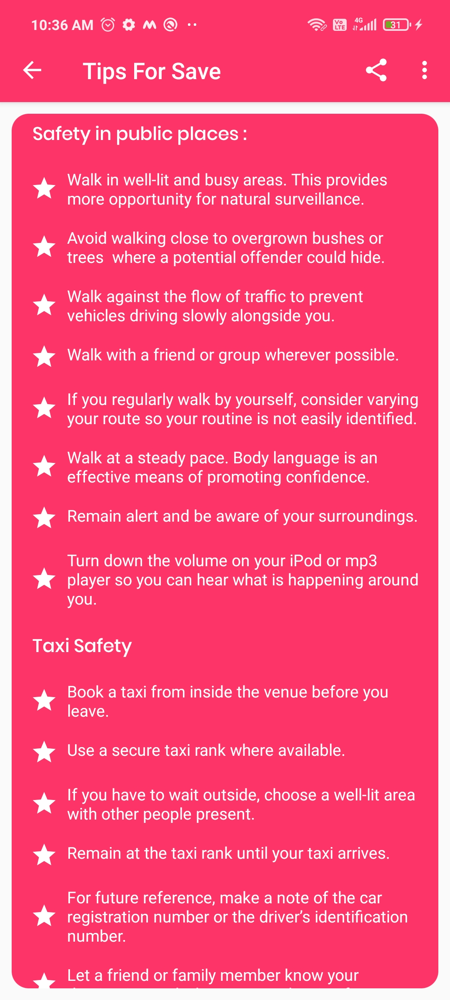 10:36 AM
Vo LTE
4G
31
Tips For Save
Safety in public places :
Walk in well-lit and busy areas. This provides
more opportunity for natural surveillance.
Avoid walking close to overgrown bushes or
trees  where a potential offender could hide.
Walk against the flow of traffic to prevent
vehicles driving slowly alongside you.
Walk with a friend or group wherever possible.
If you regularly walk by yourself, consider varying
your route so your routine is not easily identified.
Walk at a steady pace. Body language is an
effective means of promoting confidence.
Remain alert and be aware of your surroundings.
Turn down the volume on your iPod or mp3
player so you can hear what is happening around
you.
Taxi Safety
Book a taxi from inside the venue before you
leave.
Use a secure taxi rank where available.
If you have to wait outside, choose a well-lit area
with other people present.
Remain at the taxi rank until your taxi arrives.
For future reference, make a note of the car
registration number or the driver’s identification
number.
Let a friend or family member know your